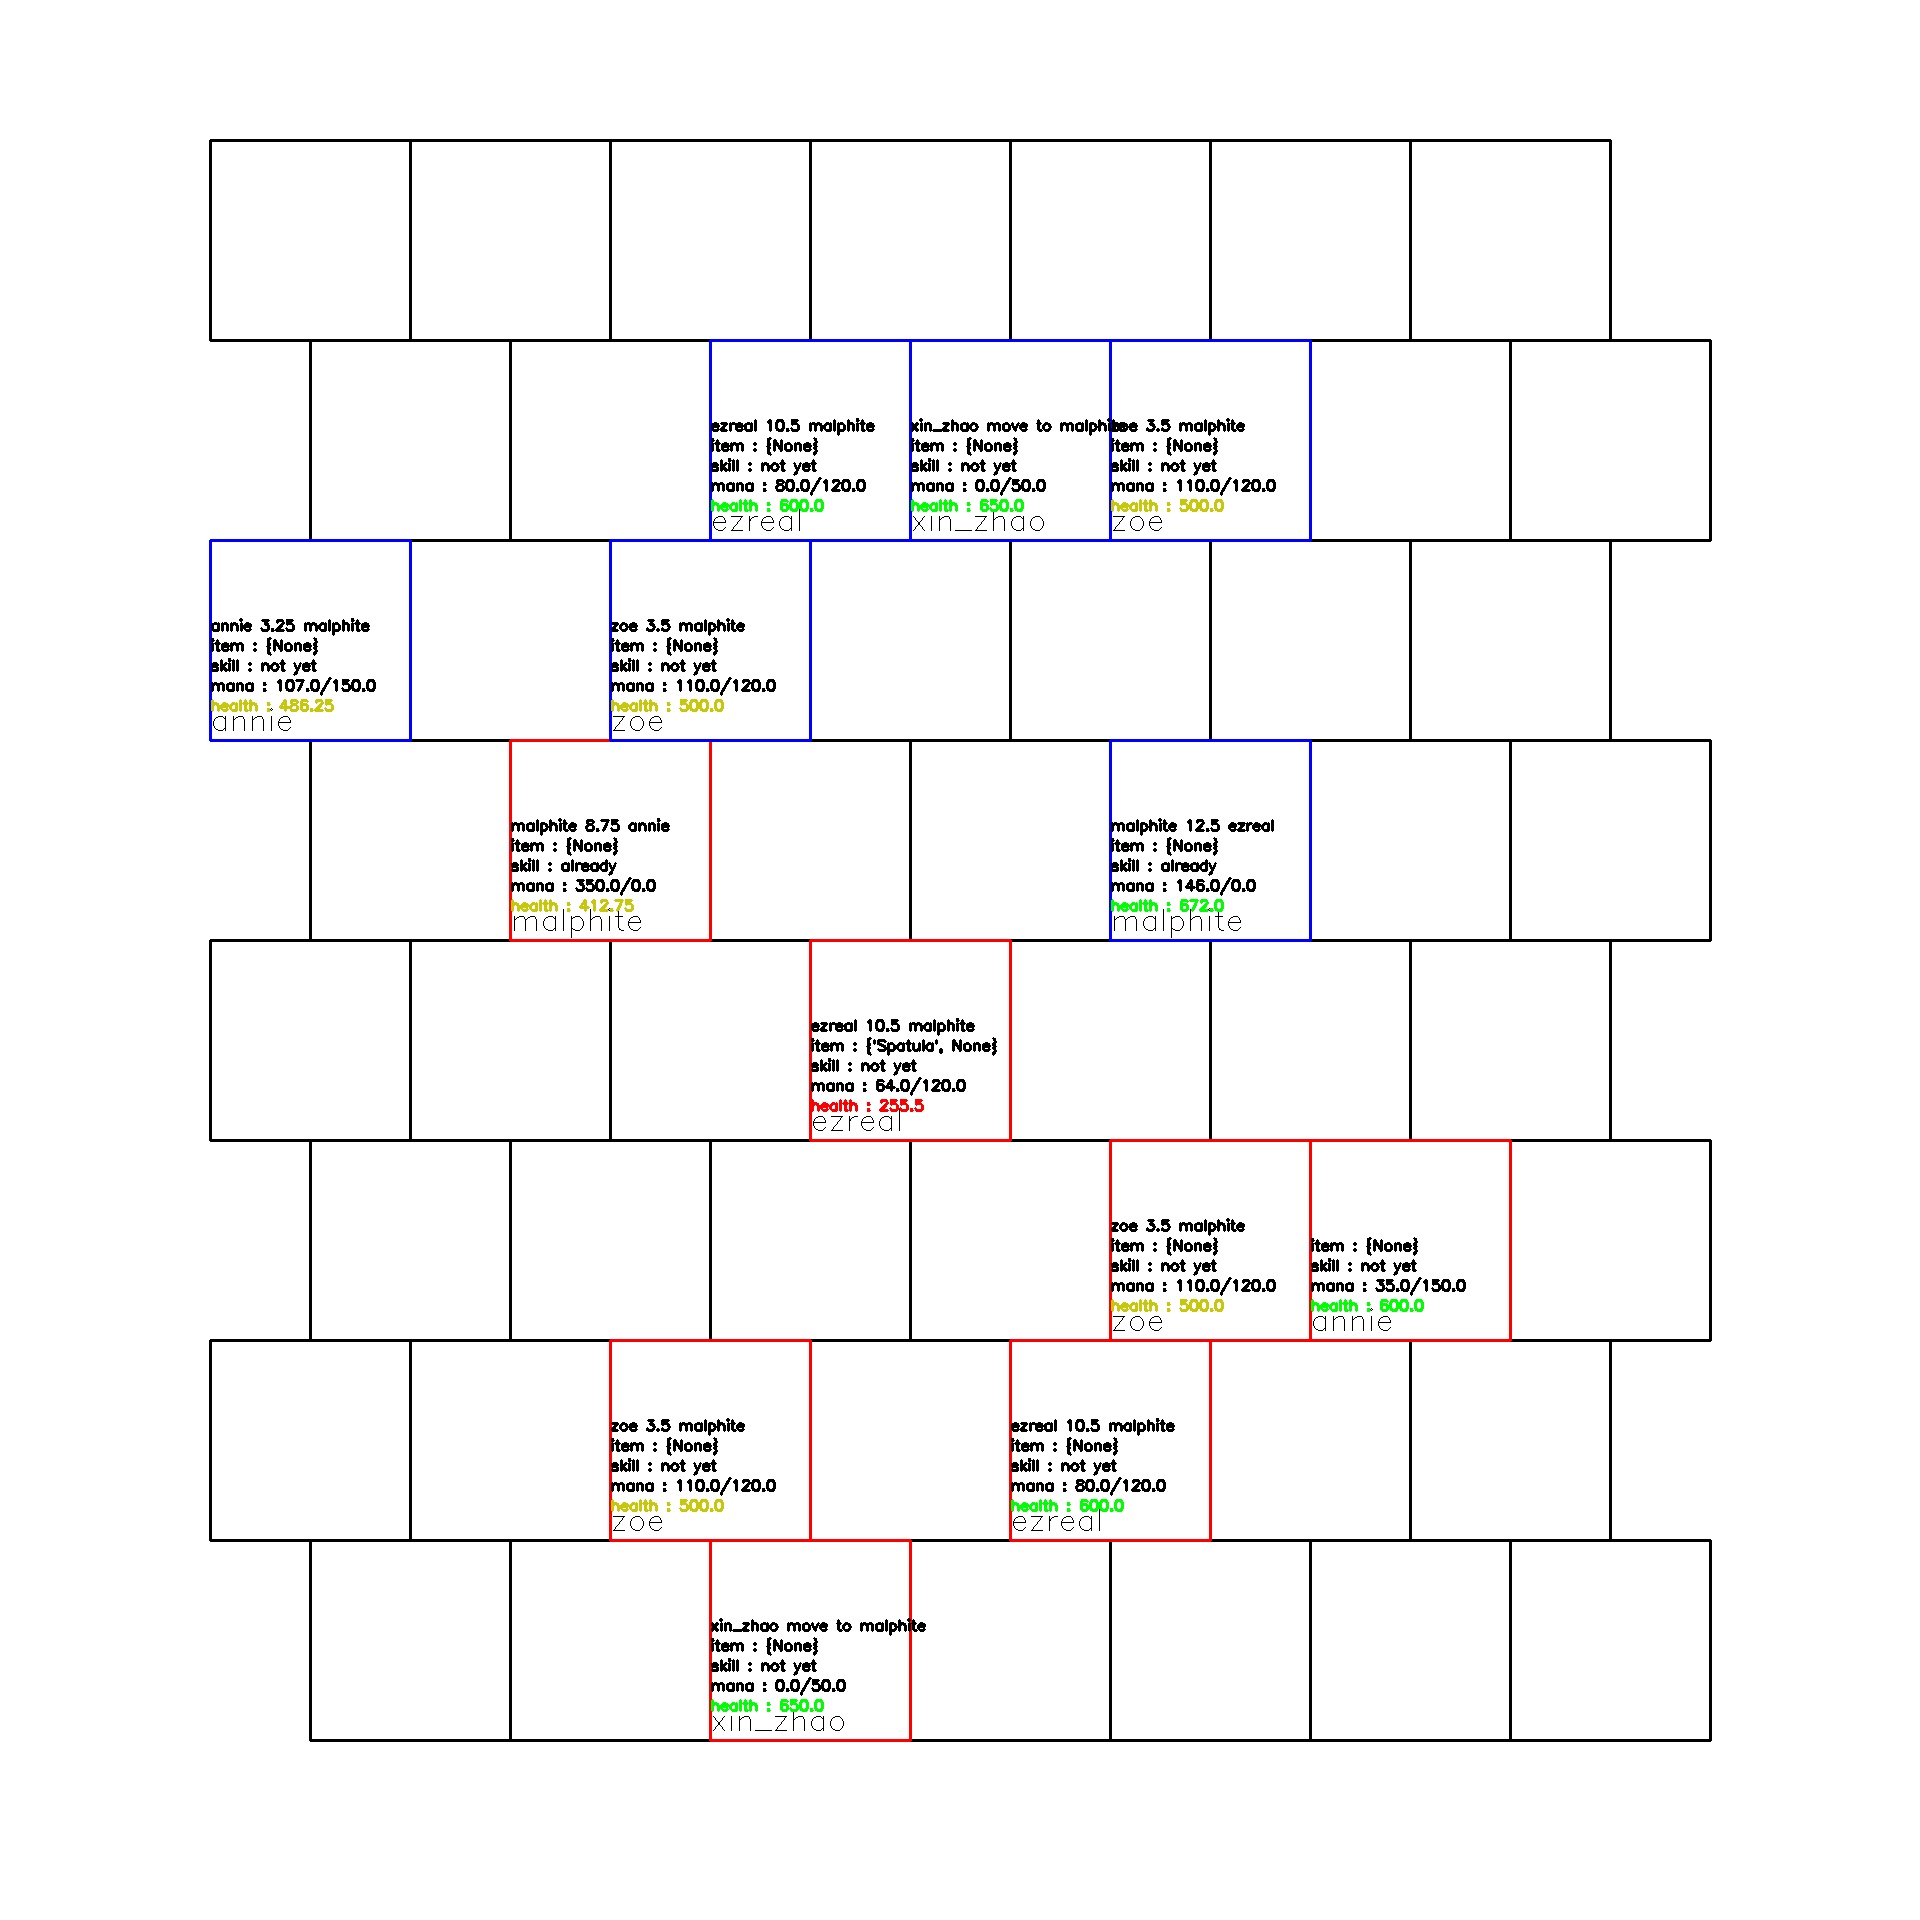 ezreal 10.5 malphite
item : {None}
skill : not yet
mana : 80.0/120.0
health : 600.0
ezreal
xin_zhao move to malphite
item : {None}
skill : not yet
mana : 0.0/50.0
health : 650.0
xin_zhao
zoe 3.5 malphite
item : {None}
skill : not yet
mana : 110.0/120.0
health : 500.0
zoe
annie 3.25 malphite
item : {None}
skill : not yet
mana : 107.0/150.0
health : 486.25
annie
zoe 3.5 malphite
item : {None}
skill : not yet
mana : 110.0/120.0
health : 500.0
zoe
malphite 8.75 annie
item : {None}
skill : already
mana : 350.0/0.0
health : 412.75
malphite
malphite 12.5 ezreal
item : {None}
skill : already
mana : 146.0/0.0
health : 672.0
malphite
ezreal 10.5 malphite
item : {'Spatula', None}
skill : not yet
mana : 64.0/120.0
health : 255.5
ezreal
zoe 3.5 malphite
item : {None}
skill : not yet
mana : 110.0/120.0
health : 500.0
zoe
item : {None}
skill : not yet
mana : 35.0/150.0
health : 600.0
annie
zoe 3.5 malphite
item : {None}
skill : not yet
mana : 110.0/120.0
health : 500.0
zoe
ezreal 10.5 malphite
item : {None}
skill : not yet
mana : 80.0/120.0
health : 600.0
ezreal
xin_zhao move to malphite
item : {None}
skill : not yet
mana : 0.0/50.0
health : 650.0
xin_zhao